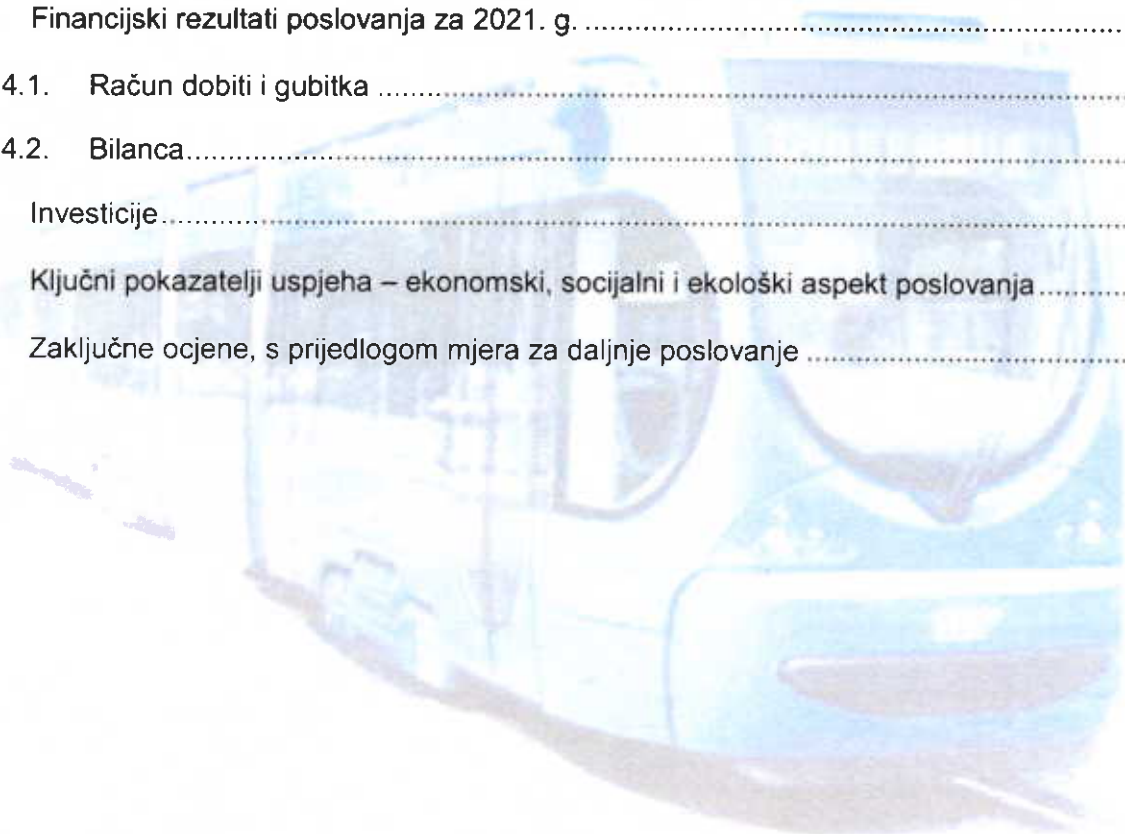 Financijski rezultati poslovanja za 2021. g. ..................................................................
4.1. Račun dobiti i gubitka ..................................................................
4.2. Bilanca..................................................................
Investicije..................................................................
Ključni pokazatelji uspjeha – ekonomski, socijalni i ekološki aspekt poslovanja...........
Zaključne ocjene, s prijedlogom mjera za daljnje poslovanje ..........................................